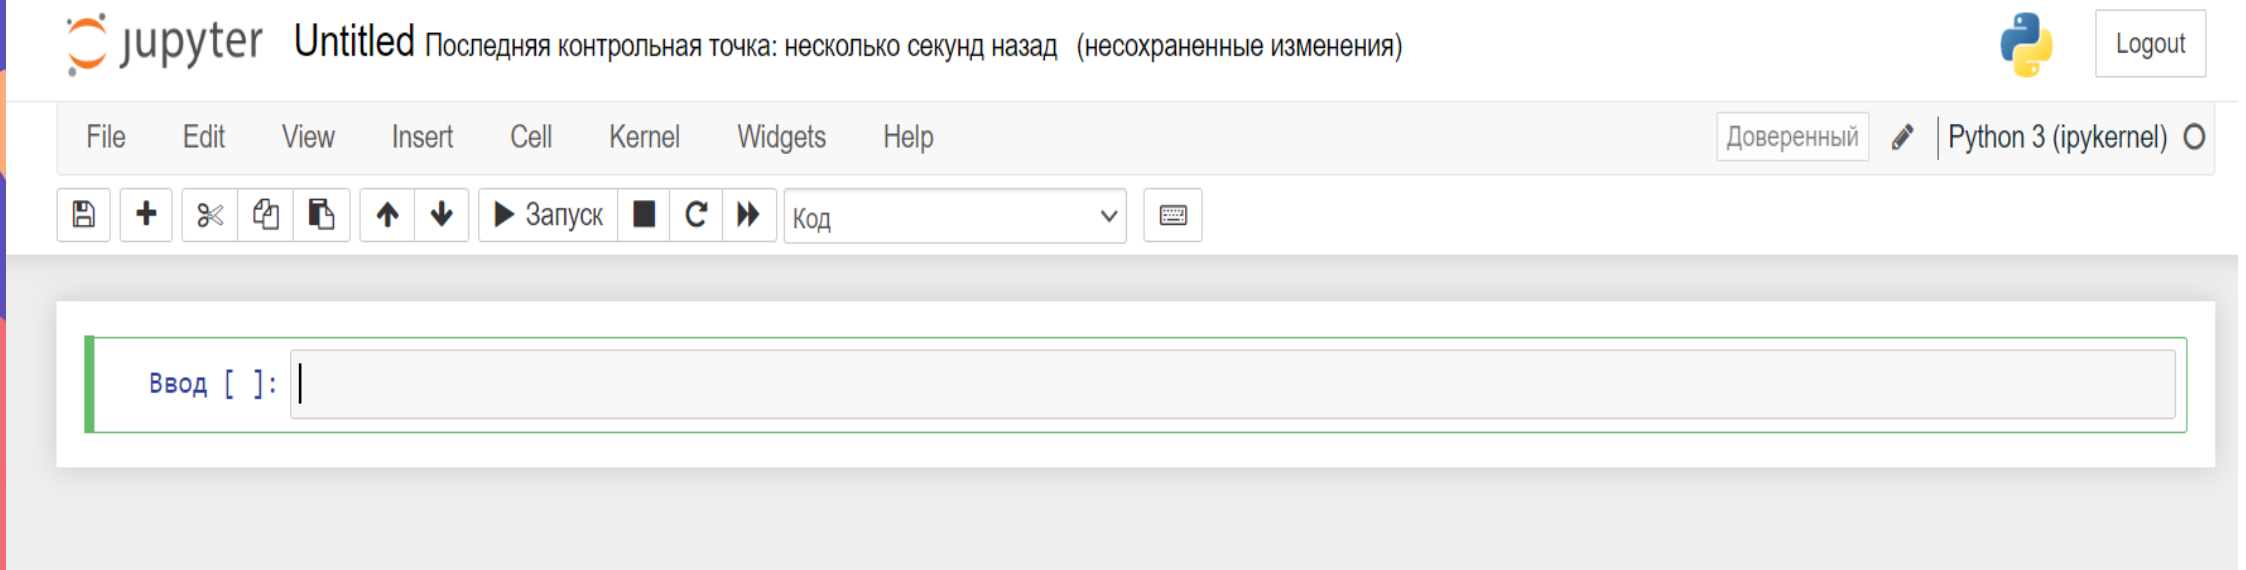 jupyter Untitled Последняя контрольная точка: несколько секунд назад (несохраненные изменения) Logout
File Edit View Insert Cell Kernel Widgets Help Доверенный Python 3 (ipykernel)
Запуск Код
Ввод [ ]: